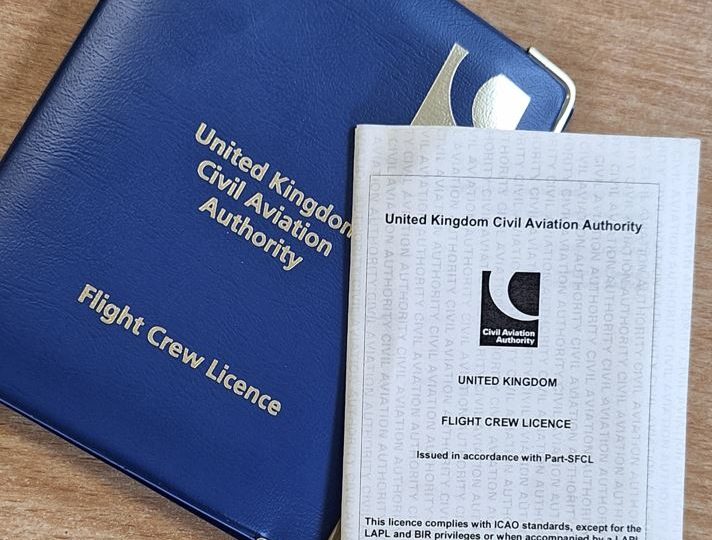 United Kingdom
Civil Aviation
Authority
Flight Crew Licence
United Kingdom Civil Aviation Authority
Civil Aviation
Authority
UNITED KINGDOM
FLIGHT CREW LICENCE
Issued in accordance with Part-SFCL
This licence complies with ICAO standards, except for the
LAPL and BIR privileges or when accompanied by a LAPL